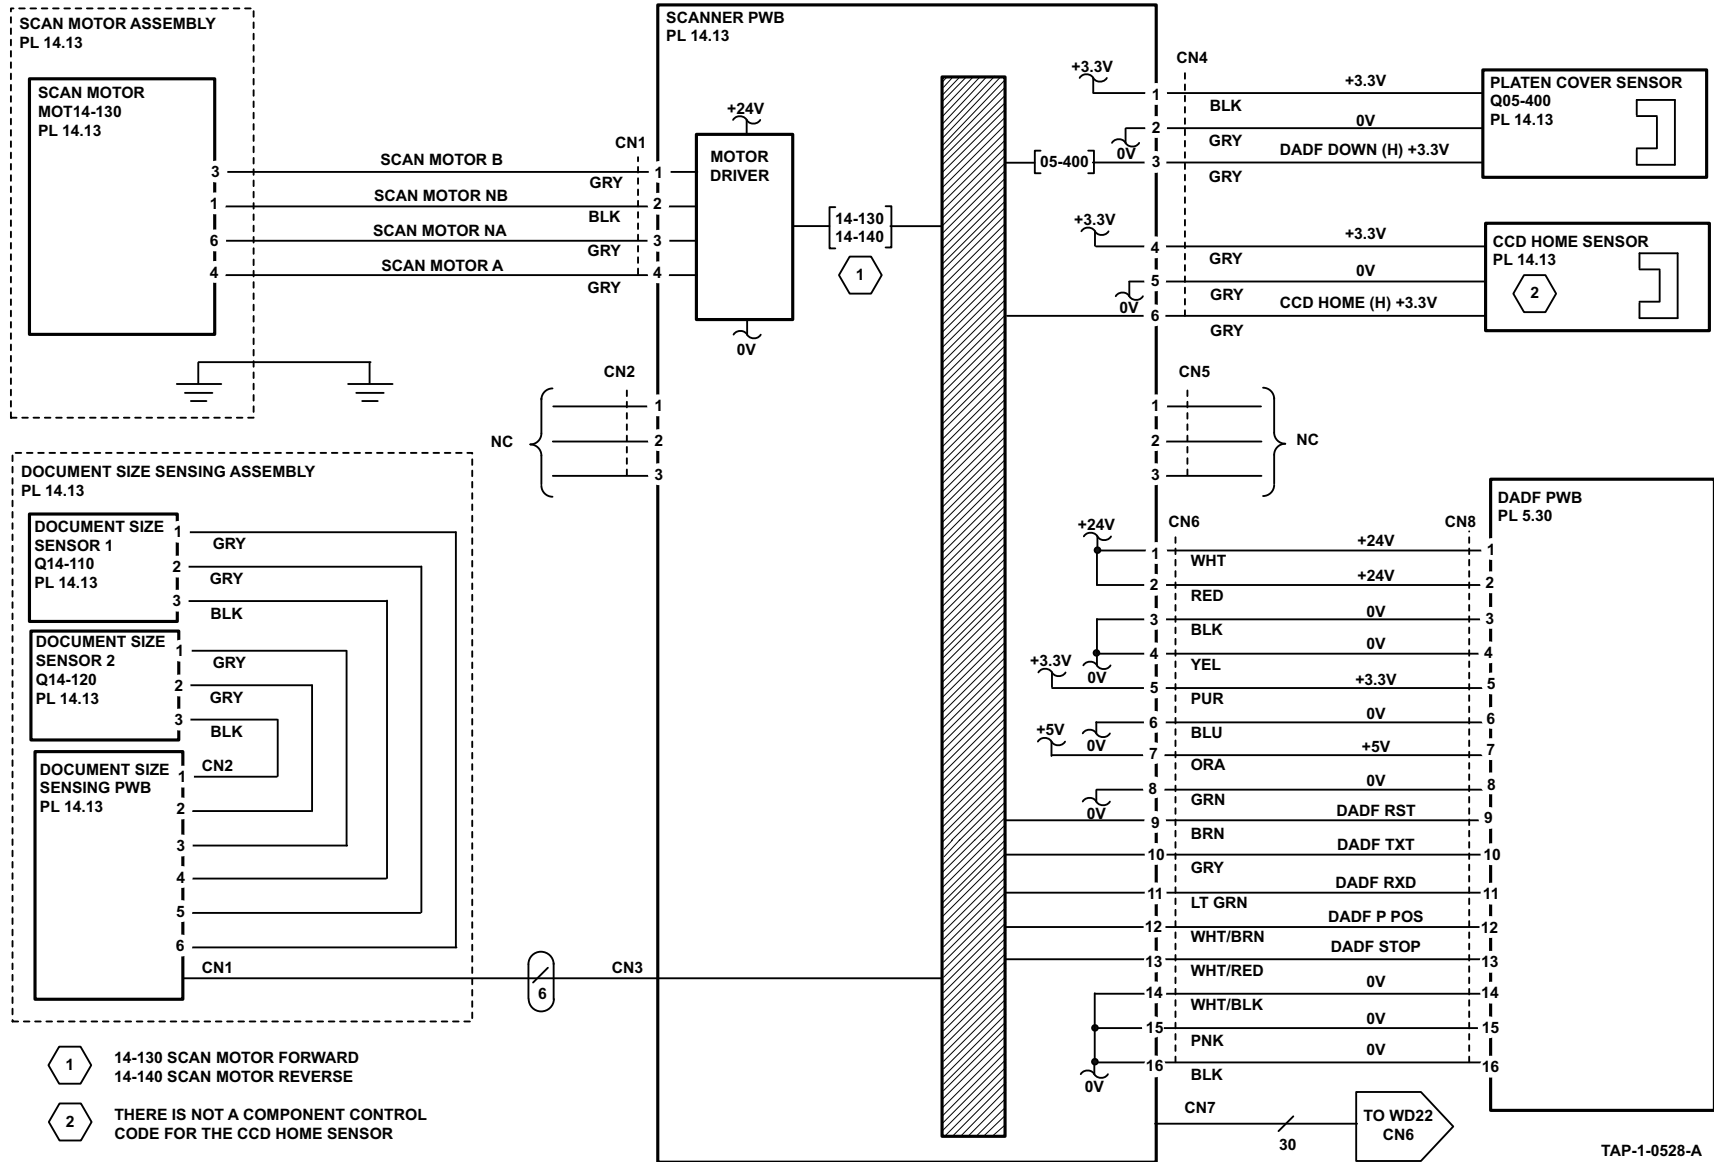 SCAN MOTOR ASSEMBLY
PL 14.13
SCAN MOTOR
MOT14-130
PL 14.13
3
1
6
4
SCAN MOTOR B
GRY
SCAN MOTOR NB
BLK
SCAN MOTOR NA
GRY
SCAN MOTOR A
GRY
CN1
1
2
3
4
SCANNER PWB
PL 14.13
+24V
MOTOR
DRIVER
0V
14-130
14-140
1
CN2
NC
1
2
3
DOCUMENT SIZE SENSING ASSEMBLY
PL 14.13
DOCUMENT SIZE
SENSOR 1
Q14-110
PL 14.13
1
GRY
2
GRY
3
BLK
DOCUMENT SIZE
SENSOR 2
Q14-120
PL 14.13
1
GRY
2
GRY
3
BLK
DOCUMENT SIZE
SENSING PWB
PL 14.13
CN2
1
2
3
4
5
6
CN1
6
CN3
05-400
CN4
+3.3V
1
+3.3V
BLK
0V
2
0V
GRY
3
DADF DOWN (H) +3.3V
GRY
PLATEN COVER SENSOR
Q05-400
PL 14.13
+3.3V
4
+3.3V
GRY
0V
5
0V
GRY
6
CCD HOME (H) +3.3V
GRY
CCD HOME SENSOR
PL 14.13
2
CN5
1
2
3
NC
DADF PWB
PL 5.30
CN6
CN8
+24V
1
WHT
+24V
1
2
RED
+24V
2
3
BLK
0V
3
0V
4
YEL
0V
4
+3.3V
5
PUR
+3.3V
5
0V
6
BLU
0V
6
+5V
7
ORA
+5V
7
0V
8
GRN
0V
8
9
BRN
DADF RST
9
10
GRY
DADF TXT
10
11
LT GRN
DADF RXD
11
12
WHT/BRN
DADF P POS
12
13
WHT/RED
DADF STOP
13
14
WHT/BLK
0V
14
15
PNK
0V
15
0V
16
BLK
0V
16
CN7
30
TO WD22
CN6
1
14-130 SCAN MOTOR FORWARD
14-140 SCAN MOTOR REVERSE
2
THERE IS NOT A COMPONENT CONTROL
CODE FOR THE CCD HOME SENSOR
TAP-1-0528-A